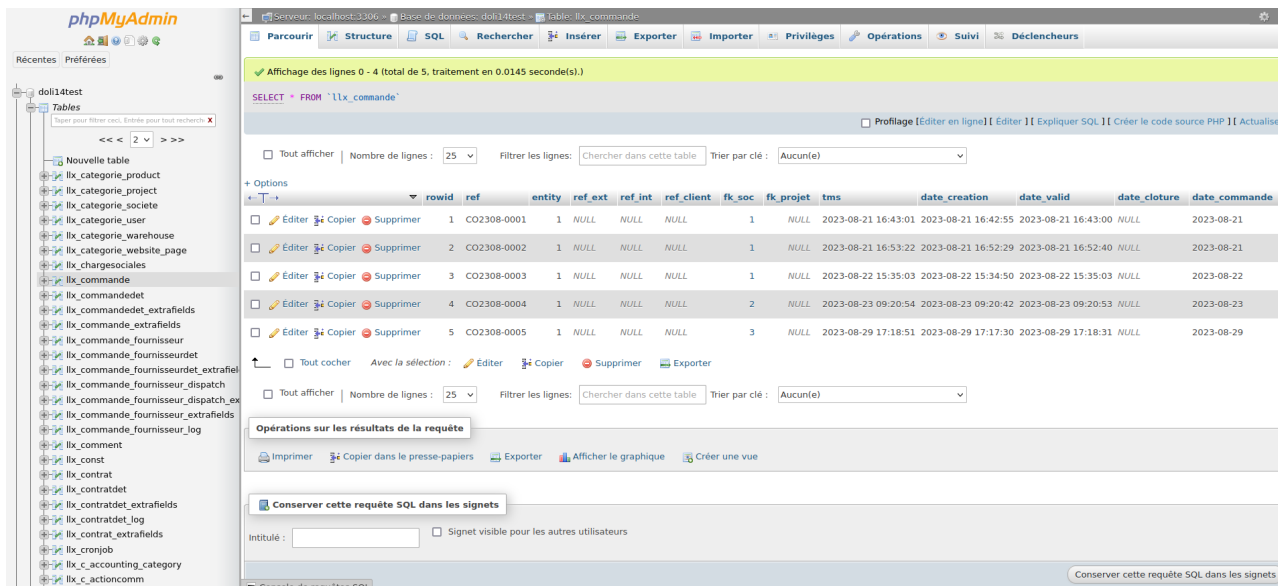 phpMyAdmin
Récentes Préférées
doli14test
Tables
Taper pour filtrer ceci, Entrée pour tout recherch X
<< < 2 > >>
Nouvelle table
llx_categorie_product
llx_categorie_project
llx_categorie_societe
llx_categorie_user
llx_categorie_warehouse
llx_categorie_website_page
llx_chargesociales
llx_commande
llx_commandedet
llx_commandedet_extrafields
llx_commande_extrafields
llx_commande_fournisseur
llx_commande_fournisseurdet
llx_commande_fournisseurdet_extrafiel
llx_commande_fournisseur_dispatch
llx_commande_fournisseur_dispatch_ex
llx_commande_fournisseur_extrafields
llx_commande_fournisseur_log
llx_comment
llx_const
llx_contrat
llx_contratdet
llx_contratdet_extrafields
llx_contratdet_log
llx_contrat_extrafields
llx_cronjob
llx_c_accounting_category
llx_c_actioncomm
Serveur: localhost:3306 » Base de données: doli14test » Table: llx_commande
Parcourir Structure SQL Rechercher Insérer Exporter Importer Privilèges Opérations Suivi Déclencheurs
Affichage des lignes 0 - 4 (total de 5, traitement en 0.0145 seconde(s).)
SELECT * FROM `llx_commande`
Profilage [Éditer en ligne] [ Éditer ] [ Expliquer SQL ] [ Créer le code source PHP ] [ Actualise
Tout afficher | Nombre de lignes : 25 Filtrer les lignes: Chercher dans cette table Trier par clé : Aucun(e)
+ Options
←T→ rowid ref entity ref_ext ref_int ref_client fk_soc fk_projet tms date_creation date_valid date_cloture date_commande
Éditer Copier Supprimer 1 CO2308-0001 1 NULL NULL NULL 1 NULL 2023-08-21 16:43:01 2023-08-21 16:42:55 2023-08-21 16:43:00 NULL 2023-08-21
Éditer Copier Supprimer 2 CO2308-0002 1 NULL NULL NULL 1 NULL 2023-08-21 16:53:22 2023-08-21 16:52:29 2023-08-21 16:52:40 NULL 2023-08-21
Éditer Copier Supprimer 3 CO2308-0003 1 NULL NULL NULL 1 NULL 2023-08-22 15:35:03 2023-08-22 15:34:50 2023-08-22 15:35:03 NULL 2023-08-22
Éditer Copier Supprimer 4 CO2308-0004 1 NULL NULL NULL 2 NULL 2023-08-23 09:20:54 2023-08-23 09:20:42 2023-08-23 09:20:53 NULL 2023-08-23
Éditer Copier Supprimer 5 CO2308-0005 1 NULL NULL NULL 3 NULL 2023-08-29 17:18:51 2023-08-29 17:17:30 2023-08-29 17:18:31 NULL 2023-08-29
Tout cocher Avec la sélection : Éditer Copier Supprimer Exporter
Tout afficher | Nombre de lignes : 25 Filtrer les lignes: Chercher dans cette table Trier par clé : Aucun(e)
Opérations sur les résultats de la requête
Imprimer Copier dans le presse-papiers Exporter Afficher le graphique Créer une vue
Conserver cette requête SQL dans les signets
Intitulé : Signet visible pour les autres utilisateurs
Conserver cette requête SQL dans les signets